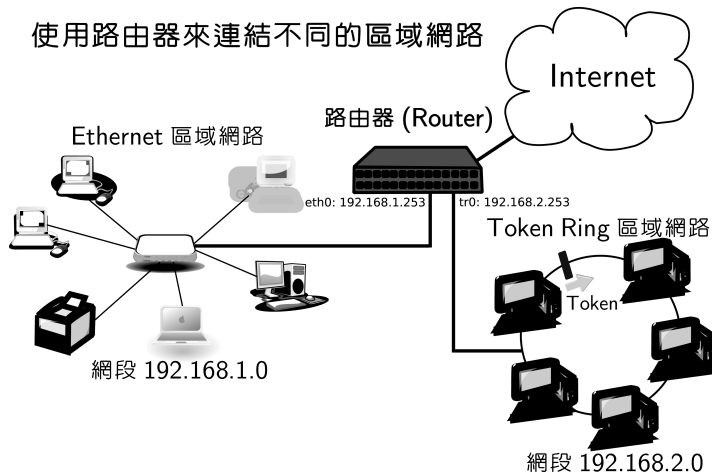 使用路由器來連結不同的區域網路
Internet
路由器 (Router)
Ethernet 區域網路
eth0: 192.168.1.253
tr0: 192.168.2.253
Token Ring 區域網路
Token
網段 192.168.1.0
網段 192.168.2.0